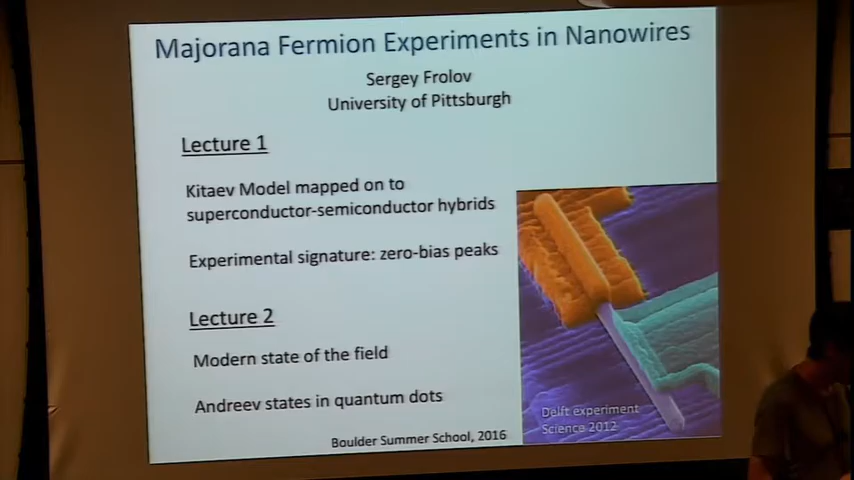 Majorana Fermion Experiments in Nanowires
Sergey Frolov
University of Pittsburgh
Lecture 1
Kitaev Model mapped on to
superconductor-semiconductor hybrids
Experimental signature: zero-bias peaks
Lecture 2
Modern state of the field
Andreev states in quantum dots
Delft experiment
Science 2012
Boulder Summer School, 2016